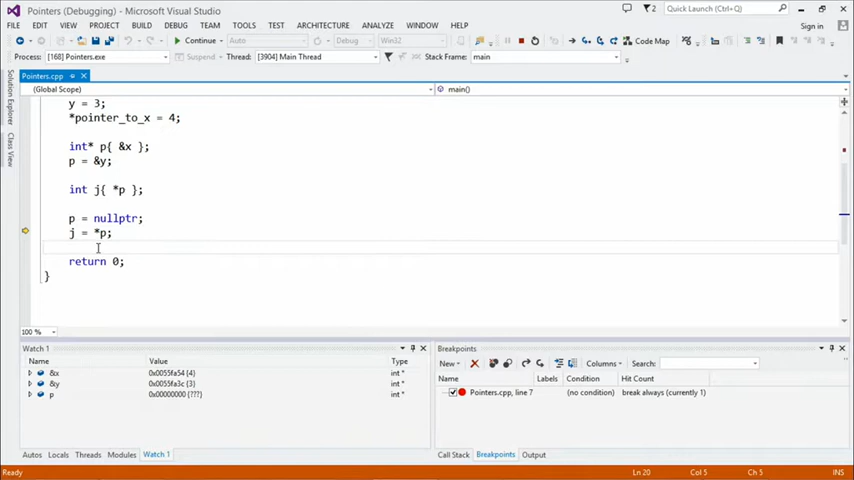 Pointers (Debugging) - Microsoft Visual Studio
2
Quick Launch (Ctrl+Q)
FILE EDIT VIEW PROJECT BUILD DEBUG TEAM TOOLS TEST ARCHITECTURE ANALYZE WINDOW HELP
Sign in
Continue Auto Debug Win32 Code Map
Process: [168] Pointers.exe Suspend Thread: [3904] Main Thread Stack Frame: main
Pointers.cpp
Solution Explorer
Class View
(Global Scope) main()
y = 3;
*pointer_to_x = 4;
int* p{ &x };
p = &y;
int j{ *p };
p = nullptr;
j = *p;
return 0;
}
100 %
Watch 1
Name Value Type
&x 0x0055fa54 {4} int *
&y 0x0055fa3c {3} int *
p 0x00000000 {???} int *
Autos Locals Threads Modules Watch 1
Breakpoints
New Columns Search:
Name Labels Condition Hit Count
Pointers.cpp, line 7 (no condition) break always (currently 1)
Call Stack Breakpoints Output
Ready Ln 20 Col 5 Ch 5 INS